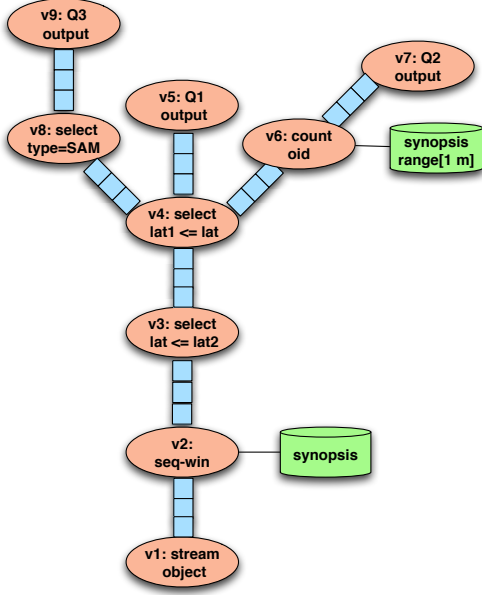 v9: Q3
output
v7: Q2
output
v5: Q1
output
v8: select
type=SAM
v6: count
oid
synopsis
range[1 m]
v4: select
lat1 <= lat
v3: select
lat <= lat2
v2:
seq-win
synopsis
v1: stream
object